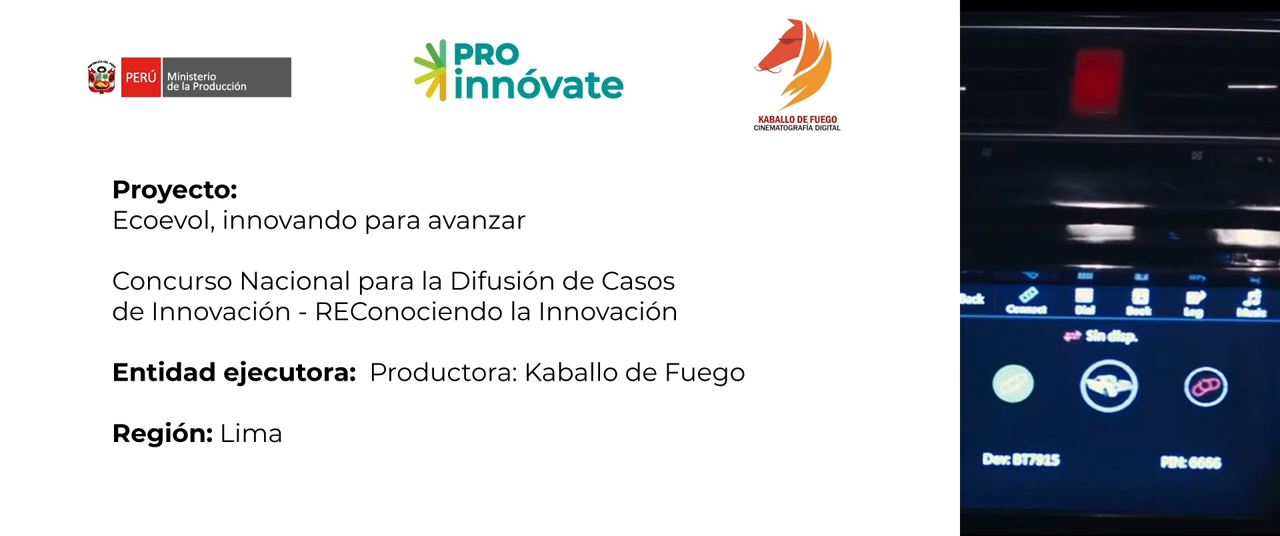 PERÚ
Ministerio
de la Producción
PRO
innóvate
KABALLO DE FUEGO
CINEMATOGRAFÍA DIGITAL
Proyecto:
Ecoevol, innovando para avanzar
Concurso Nacional para la Difusión de Casos
de Innovación - REConociendo la Innovación
Entidad ejecutora: Productora: Kaballo de Fuego
Región: Lima
Back Connect Dial Book Log Music
Sin disp.
Dev: BT7915
PIN: 6666